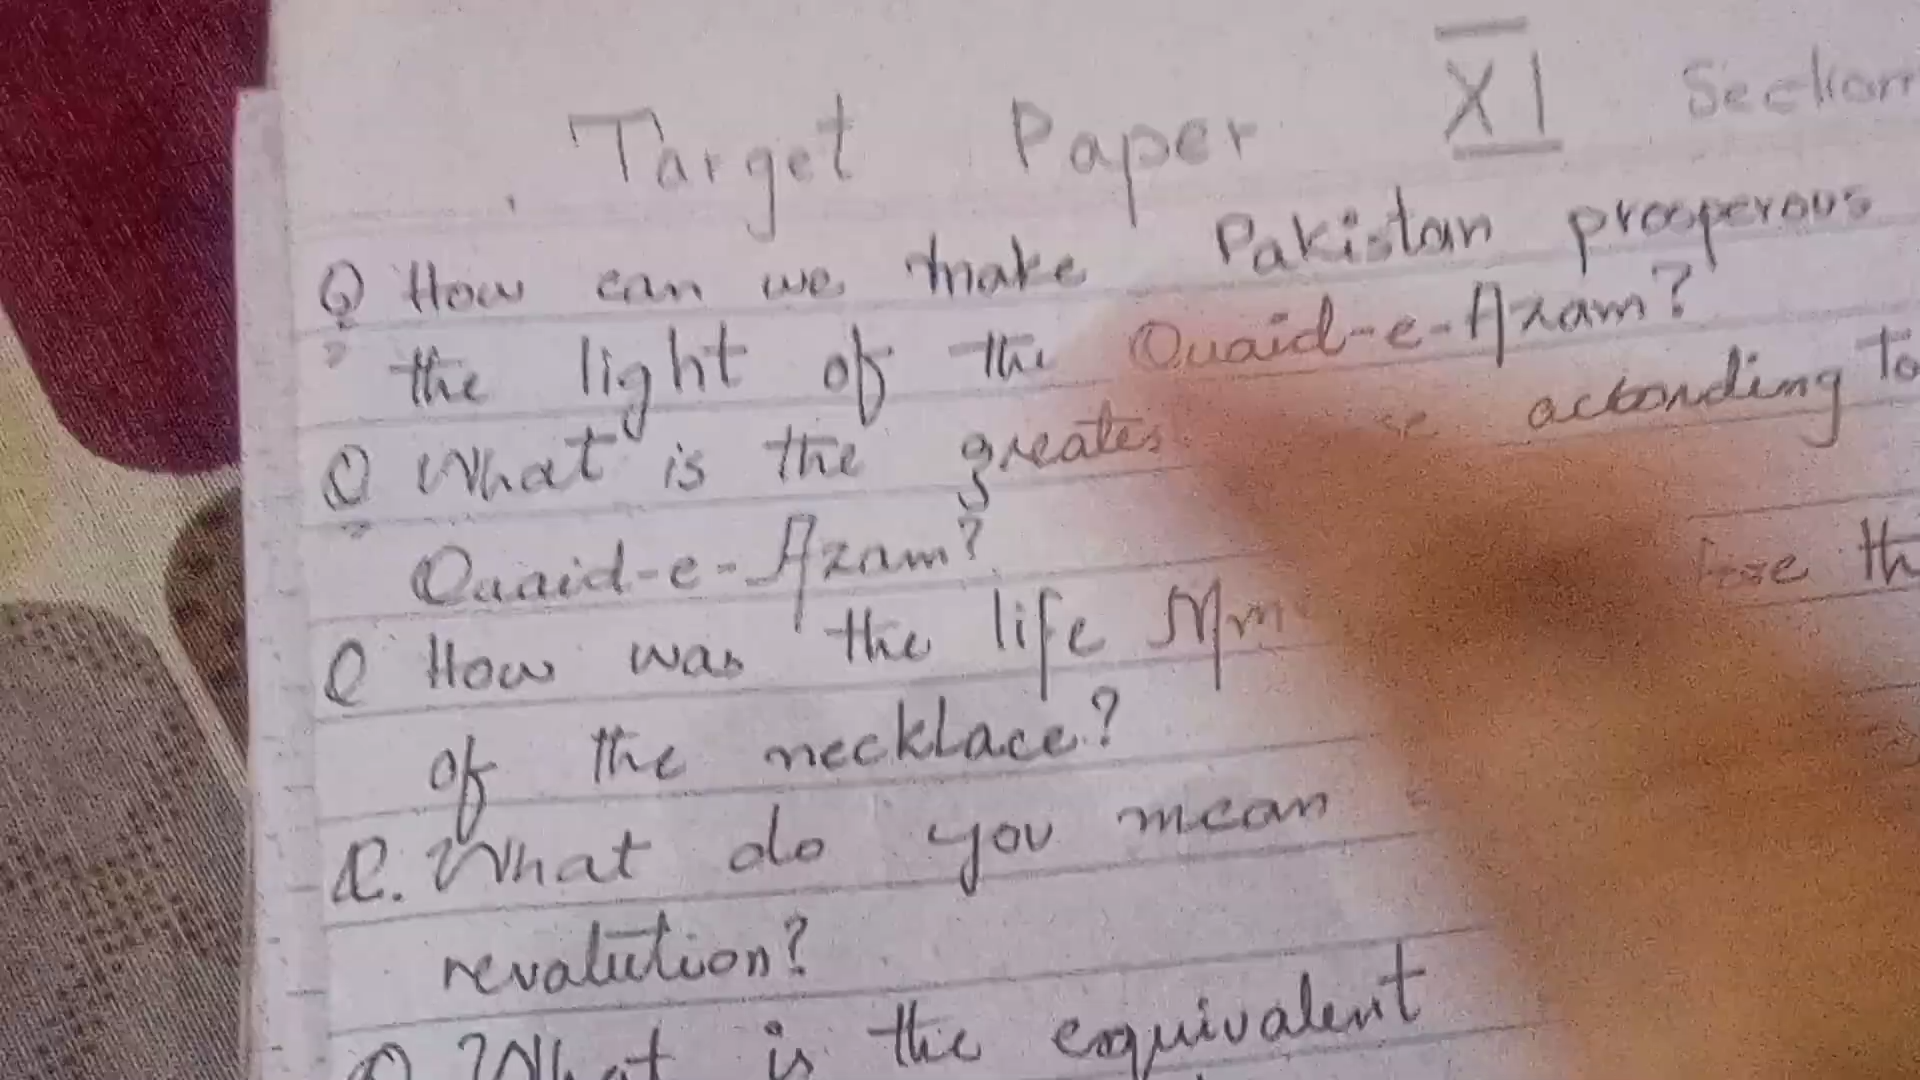 Target Paper XI Section
Q How can we make Pakistan prosperous
the light of the Quaid-e-Azam?
Q What is the greates according to
Quaid-e-Azam?
Q How was the life
of the necklace?
Q. What do you mean
revalution?
Q What is the equivalent